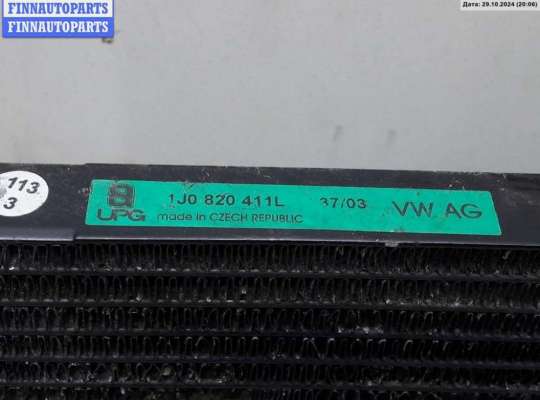 FINNAUTOPARTS
FINNAUTOPARTS
Дата: 29.10.2024 (20:06)
113
3
1J0 820 411L 37/03 VW AG
UPG made in CZECH REPUBLIC